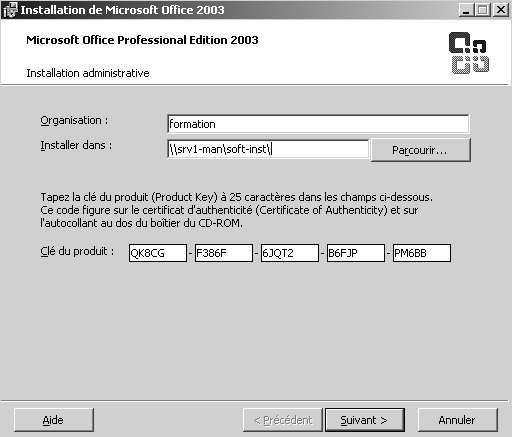 Installation de Microsoft Office 2003
Microsoft Office Professional Edition 2003
Installation administrative
Organisation :
formation
Installer dans :
\\srv1-man\soft-inst\
Parcourir...
Tapez la clé du produit (Product Key) à 25 caractères dans les champs ci-dessous.
Ce code figure sur le certificat d'authenticité (Certificate of Authenticity) et sur
l'autocollant au dos du boîtier du CD-ROM.
Clé du produit : QK8CG - F386F - 6JQT2 - B6FJP - PM6BB
Aide
< Précédent
Suivant >
Annuler